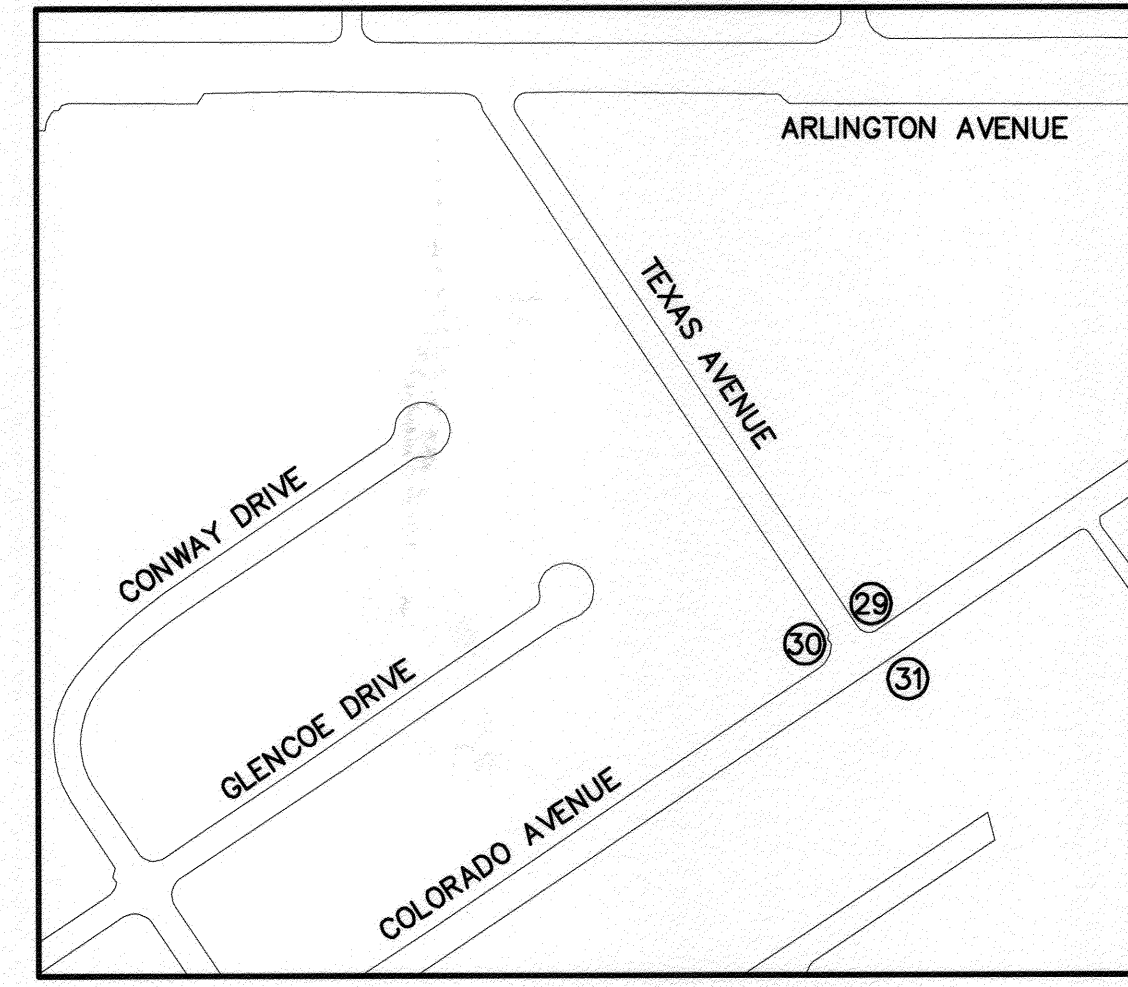 ARLINGTON AVENUE
TEXAS AVENUE
CONWAY DRIVE
29
30
GLENCOE DRIVE
31
COLORADO AVENUE